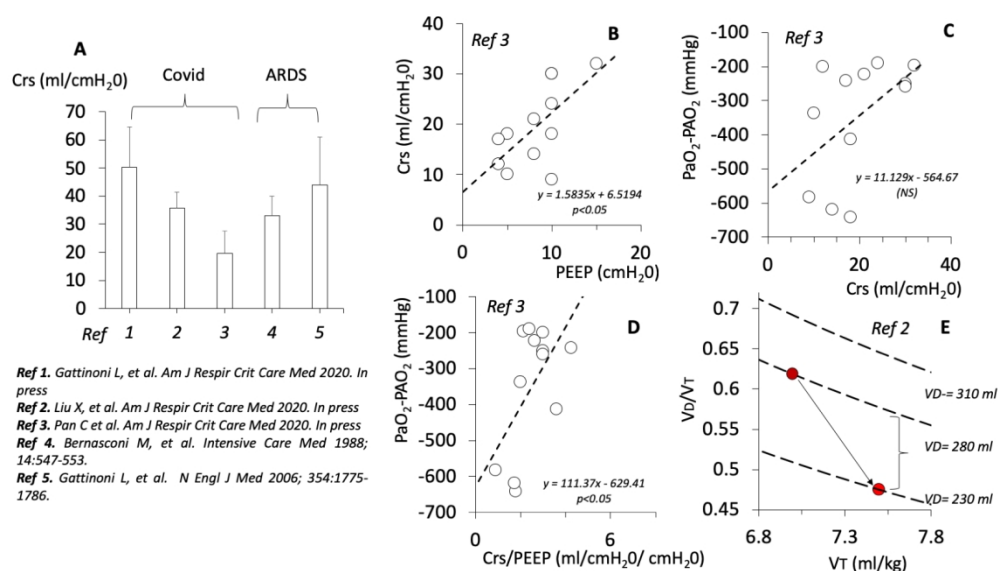 A
Crs (ml/cmH20)
Covid
ARDS
70
60
50
40
30
20
10
0
Ref 1 2 3 4 5
Ref 1. Gattinoni L, et al. Am J Respir Crit Care Med 2020. In
press
Ref 2. Liu X, et al. Am J Respir Crit Care Med 2020. In press
Ref 3. Pan C et al. Am J Respir Crit Care Med 2020. In press
Ref 4. Bernasconi M, et al. Intensive Care Med 1988;
14:547-553.
Ref 5. Gattinoni L, et al. N Engl J Med 2006; 354:1775-
1786.
Ref 3
B
Crs (ml/cmH20)
40
30
20
10
0
y = 1.5835x + 6.5194
p<0.05
0 10 20
PEEP (cmH20)
Ref 3
C
PaO2-PAO2 (mmHg)
-100
-200
-300
-400
-500
-600
-700
y = 11.129x - 564.67
(NS)
0 20 40
Crs (ml/cmH20)
Ref 3
D
PaO2-PAO2 (mmHg)
-100
-200
-300
-400
-500
-600
-700
y = 111.37x - 629.41
p<0.05
0 6
Crs/PEEP (ml/cmH20/ cmH20)
Ref 2
E
VD/VT
0.7
0.65
0.6
0.55
0.5
0.45
VD-= 310 ml
VD= 280 ml
VD= 230 ml
6.8 7.3 7.8
VT (ml/kg)